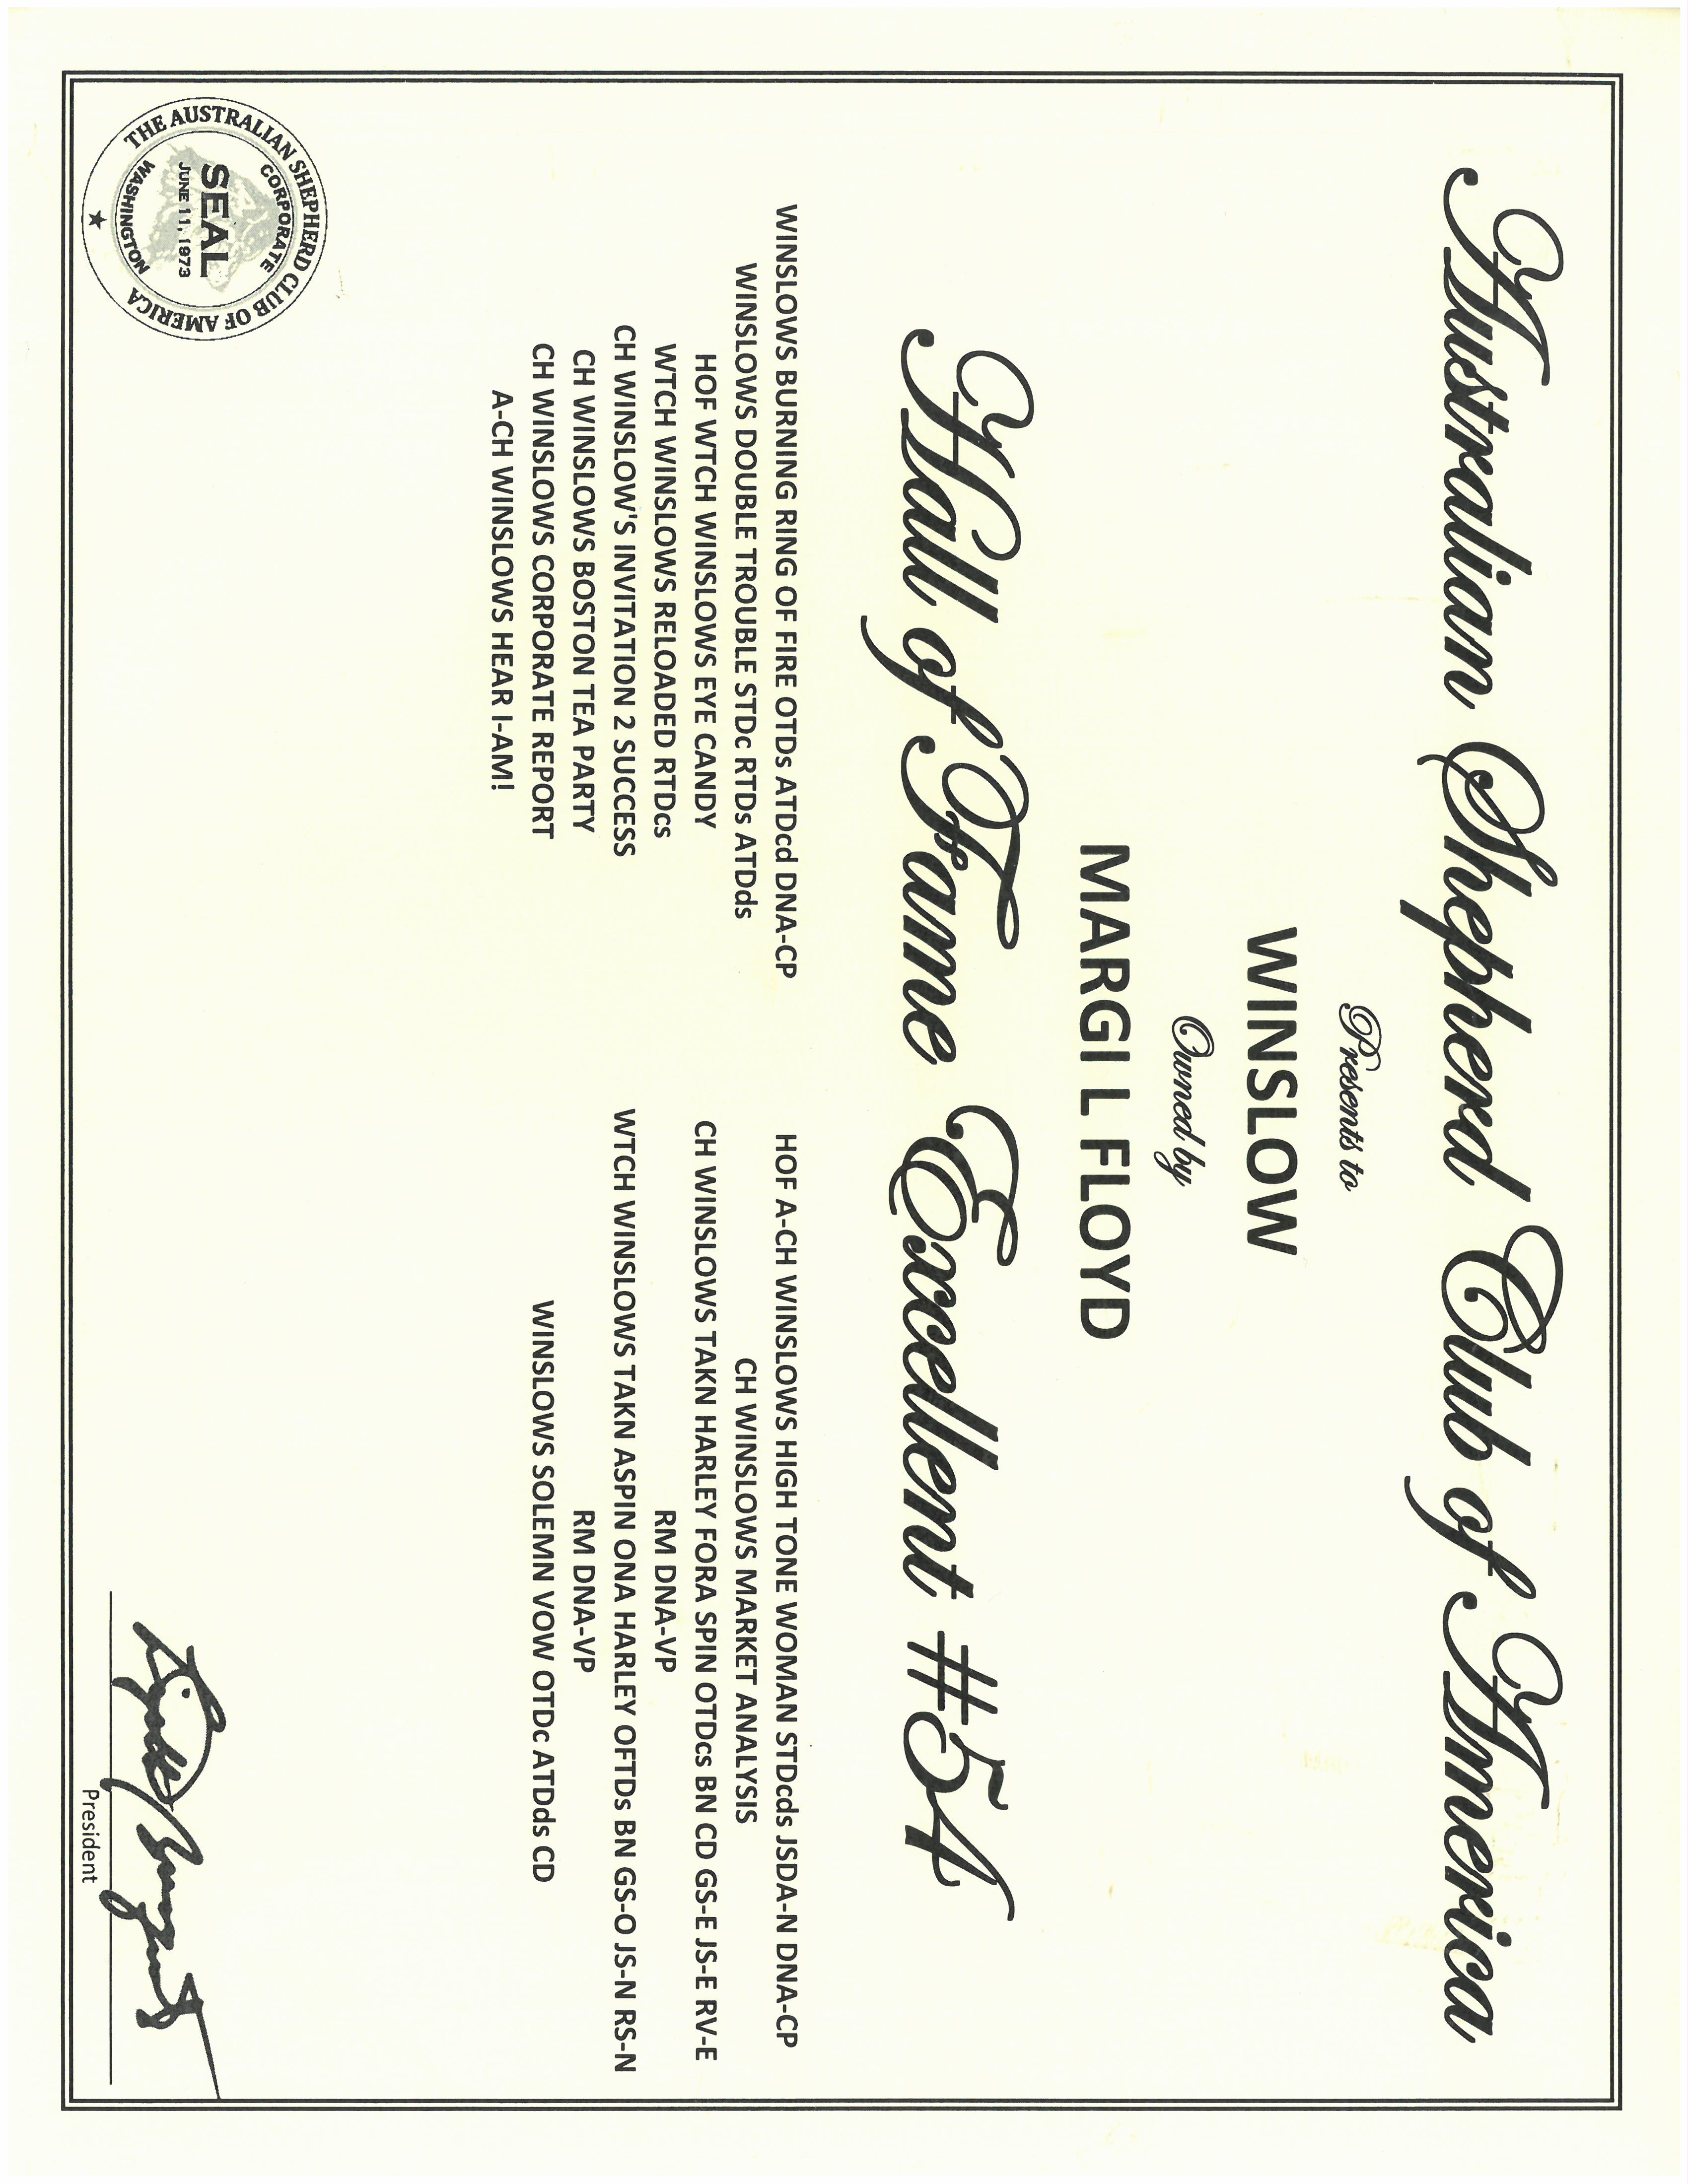 Australian Shepherd Club of America
Presents to
WINSLOW
Owned by
MARGI L FLOYD
Hall of Fame Excellent #54
WINSLOWS BURNING RING OF FIRE OTDs ATDcd DNA-CP
WINSLOWS DOUBLE TROUBLE STDc RTDs ATDds
HOF WTCH WINSLOWS EYE CANDY
WTCH WINSLOWS RELOADED RTDcs
CH WINSLOW'S INVITATION 2 SUCCESS
CH WINSLOWS BOSTON TEA PARTY
CH WINSLOWS CORPORATE REPORT
A-CH WINSLOWS HEAR I-AM!
HOF A-CH WINSLOWS HIGH TONE WOMAN STDcds JSDA-N DNA-CP
CH WINSLOWS MARKET ANALYSIS
CH WINSLOWS TAKN HARLEY FORA SPIN OTDcs BN CD GS-E JS-E RV-E
RM DNA-VP
WTCH WINSLOWS TAKN ASPIN ONA HARLEY OFTDs BN GS-O JS-N RS-N
RM DNA-VP
WINSLOWS SOLEMN VOW OTDc ATDds CD
THE AUSTRALIAN SHEPHERD CLUB OF AMERICA
CORPORATE
SEAL
JUNE 11, 1973
WASHINGTON
President